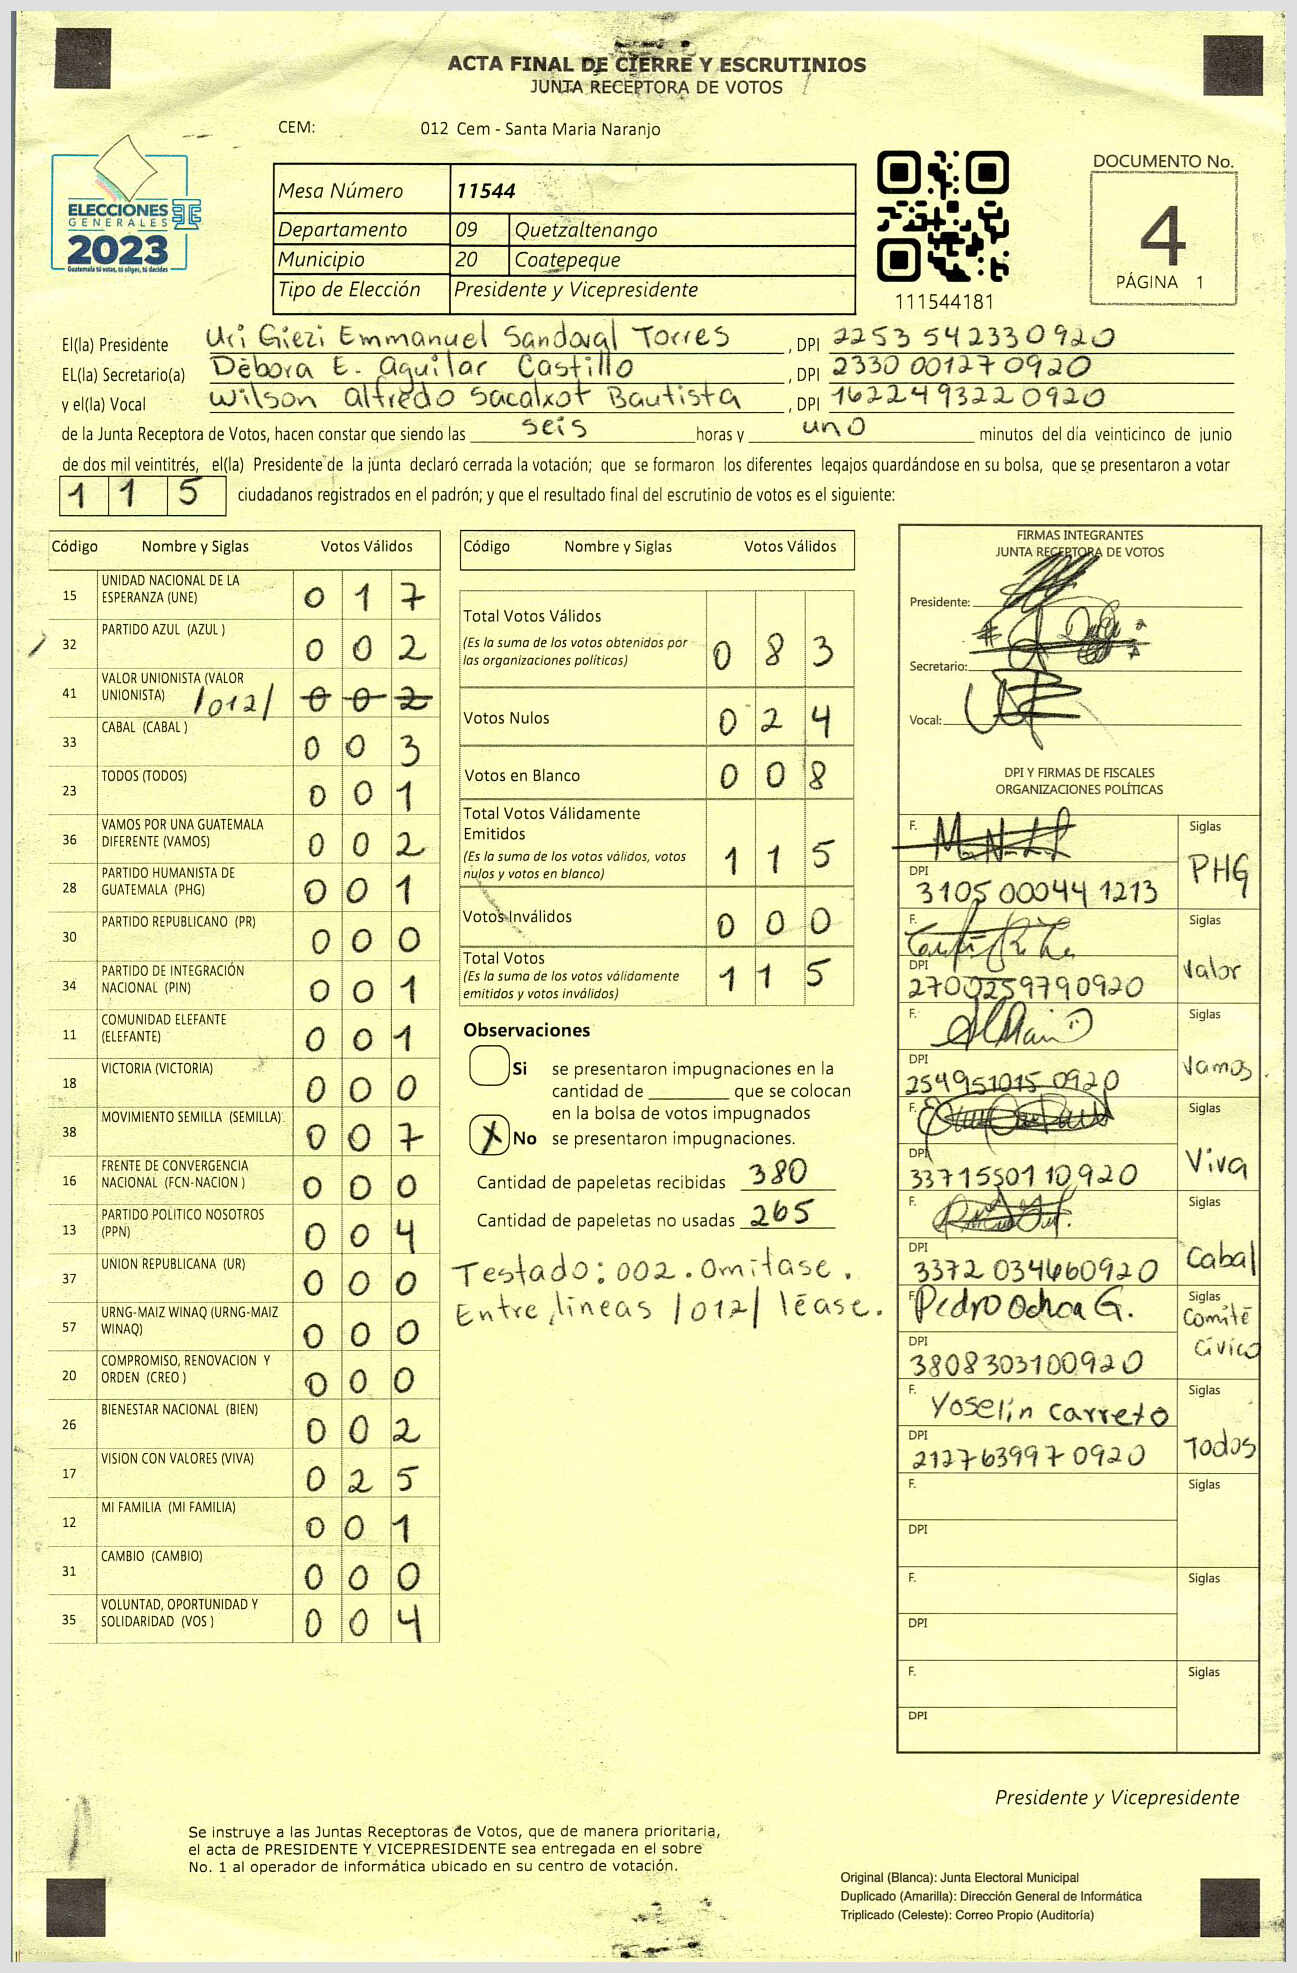 ACTA FINAL DE CIERRE Y ESCRUTINIOS
JUNTA RECEPTORA DE VOTOS
CEM: 012 Cem - Santa Maria Naranjo
ELECCIONES
GENERALES
2023
Guatemala tú votas, tú eliges, tú decides
Mesa Número 11544
Departamento 09 Quetzaltenango
Municipio 20 Coatepeque
Tipo de Elección Presidente y Vicepresidente
111544181
DOCUMENTO No.
4
PÁGINA 1
El(la) Presidente Uri Giezi Emmanuel Sandoval Torres , DPI 2253 54233 0920
EL(la) Secretario(a) Dèbora E. Aguilar Castillo , DPI 2330 00127 0920
y el(la) Vocal Wilson Alfredo Sacalxot Bautista , DPI 1622 49322 0920
de la Junta Receptora de Votos, hacen constar que siendo las seis horas y uno minutos del día veinticinco de junio
de dos mil veintitrés, el(la) Presidente de la junta declaró cerrada la votación; que se formaron los diferentes legajos guardándose en su bolsa, que se presentaron a votar
1 1 5 ciudadanos registrados en el padrón; y que el resultado final del escrutinio de votos es el siguiente:
Código Nombre y Siglas Votos Válidos
15 UNIDAD NACIONAL DE LA ESPERANZA (UNE) 0 1 7
32 PARTIDO AZUL (AZUL ) 0 0 2
41 VALOR UNIONISTA (VALOR UNIONISTA) /012/ 0 0 2
33 CABAL (CABAL ) 0 0 3
23 TODOS (TODOS) 0 0 1
36 VAMOS POR UNA GUATEMALA DIFERENTE (VAMOS) 0 0 2
28 PARTIDO HUMANISTA DE GUATEMALA (PHG) 0 0 1
30 PARTIDO REPUBLICANO (PR) 0 0 0
34 PARTIDO DE INTEGRACIÓN NACIONAL (PIN) 0 0 1
11 COMUNIDAD ELEFANTE (ELEFANTE) 0 0 1
18 VICTORIA (VICTORIA) 0 0 0
38 MOVIMIENTO SEMILLA (SEMILLA) 0 0 7
16 FRENTE DE CONVERGENCIA NACIONAL (FCN-NACION ) 0 0 0
13 PARTIDO POLITICO NOSOTROS (PPN) 0 0 4
37 UNION REPUBLICANA (UR) 0 0 0
57 URNG-MAIZ WINAQ (URNG-MAIZ WINAQ) 0 0 0
20 COMPROMISO, RENOVACION Y ORDEN (CREO ) 0 0 0
26 BIENESTAR NACIONAL (BIEN) 0 0 2
17 VISION CON VALORES (VIVA) 0 2 5
12 MI FAMILIA (MI FAMILIA) 0 0 1
31 CAMBIO (CAMBIO) 0 0 0
35 VOLUNTAD, OPORTUNIDAD Y SOLIDARIDAD (VOS ) 0 0 4
Código Nombre y Siglas Votos Válidos
Total Votos Válidos 0 8 3
(Es la suma de los votos obtenidos por
las organizaciones políticas)
Votos Nulos 0 2 4
Votos en Blanco 0 0 8
Total Votos Válidamente
Emitidos 1 1 5
(Es la suma de los votos válidos, votos
nulos y votos en blanco)
Votos Inválidos 0 0 0
Total Votos 1 1 5
(Es la suma de los votos válidamente
emitidos y votos inválidos)
Observaciones
Si se presentaron impugnaciones en la
cantidad de ________ que se colocan
en la bolsa de votos impugnados
X No se presentaron impugnaciones.
Cantidad de papeletas recibidas 380
Cantidad de papeletas no usadas 265
Testado: 002. Omitase.
Entre líneas /012/ léase.
FIRMAS INTEGRANTES
JUNTA RECEPTORA DE VOTOS
Presidente:
Secretario:
Vocal:
DPI Y FIRMAS DE FISCALES
ORGANIZACIONES POLÍTICAS
F. Siglas PHG
DPI 3105 00044 1213
F. Siglas Valor
DPI 2700259790920
F. Siglas Vamos.
DPI 254951015 0920
F. Siglas Viva
DPI 3371550110920
F. Siglas Cabal
DPI 3372 034660920
F. Pedro Ochoa G. Siglas Comité Cívico
DPI 3808303100920
F. Yoselin Carreto Siglas Todos
DPI 212763997 0920
F. Siglas
DPI
F. Siglas
DPI
F. Siglas
DPI
Presidente y Vicepresidente
Se instruye a las Juntas Receptoras de Votos, que de manera prioritaria,
el acta de PRESIDENTE Y VICEPRESIDENTE sea entregada en el sobre
No. 1 al operador de informática ubicado en su centro de votación.
Original (Blanca): Junta Electoral Municipal
Duplicado (Amarilla): Dirección General de Informática
Triplicado (Celeste): Correo Propio (Auditoría)